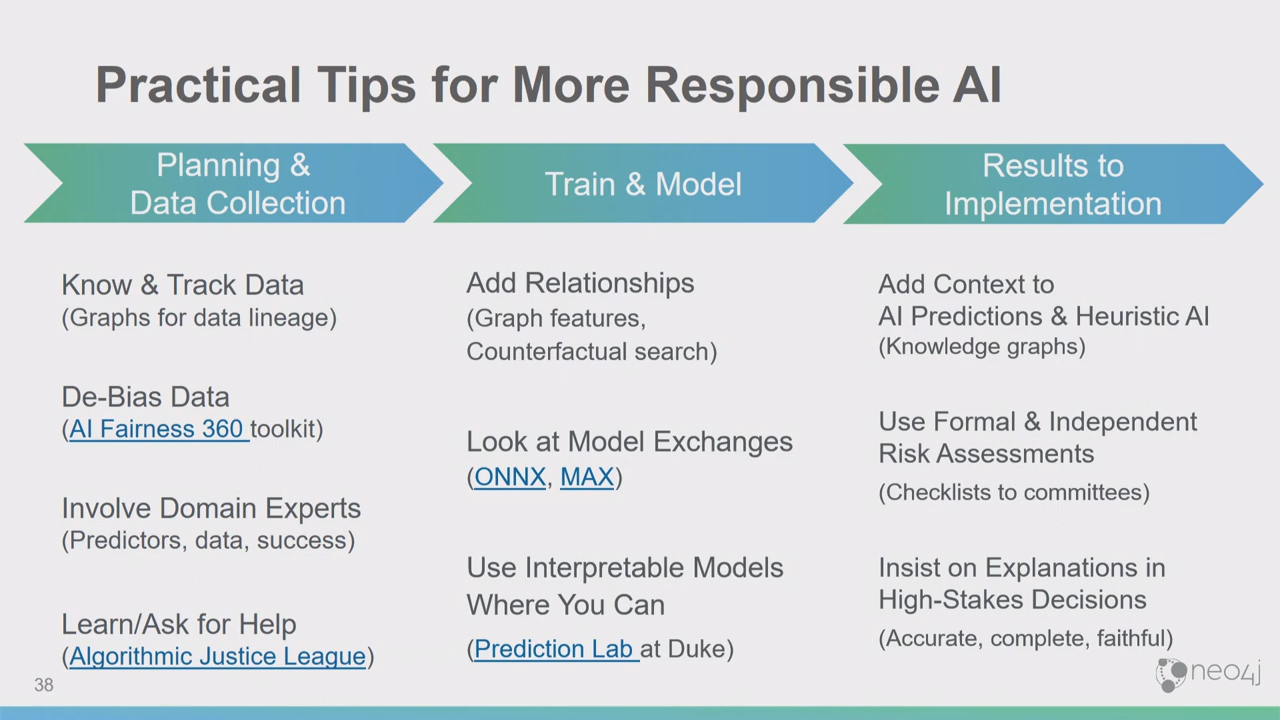 Practical Tips for More Responsible AI
Planning &
Data Collection
Know & Track Data
(Graphs for data lineage)
De-Bias Data
(AI Fairness 360 toolkit)
Involve Domain Experts
(Predictors, data, success)
Learn/Ask for Help
(Algorithmic Justice League)
Train & Model
Add Relationships
(Graph features,
Counterfactual search)
Look at Model Exchanges
(ONNX, MAX)
Use Interpretable Models
Where You Can
(Prediction Lab at Duke)
Results to
Implementation
Add Context to
AI Predictions & Heuristic AI
(Knowledge graphs)
Use Formal & Independent
Risk Assessments
(Checklists to committees)
Insist on Explanations in
High-Stakes Decisions
(Accurate, complete, faithful)
38
neo4j